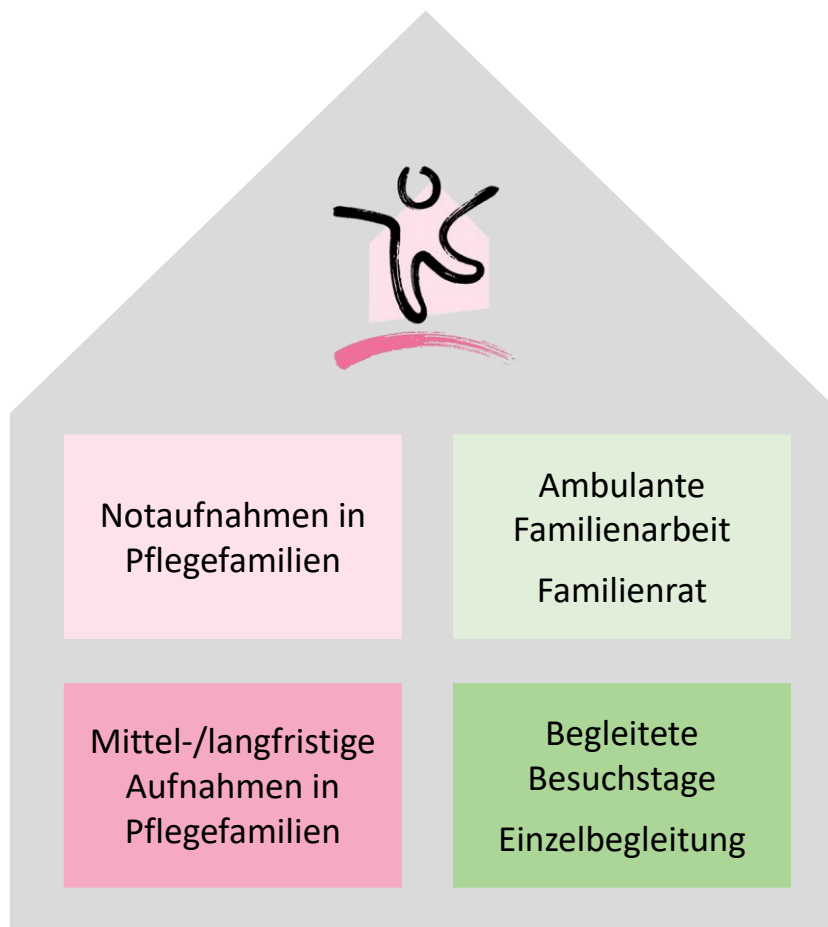 Notaufnahmen in
Pflegefamilien
Ambulante
Familienarbeit
Familienrat
Mittel-/langfristige
Aufnahmen in
Pflegefamilien
Begleitete
Besuchstage
Einzelbegleitung